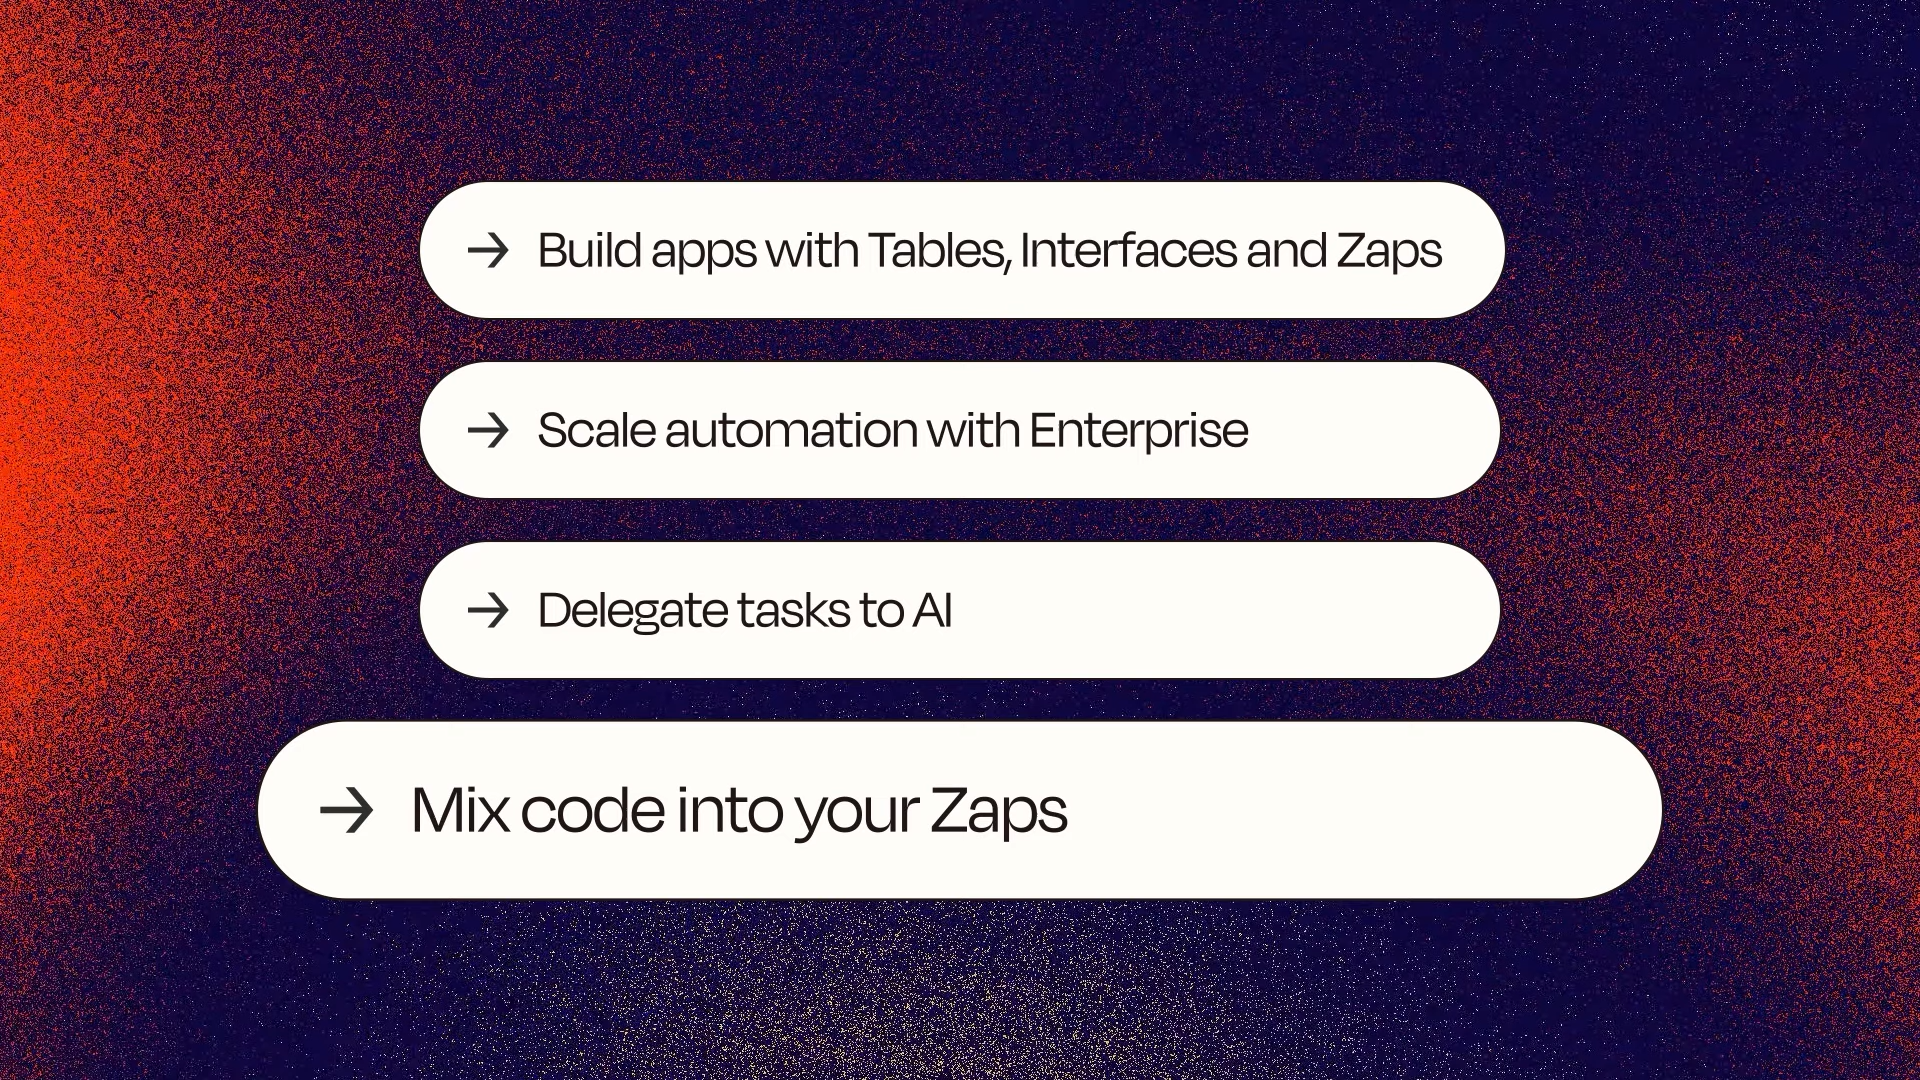 → Build apps with Tables, Interfaces and Zaps
→ Scale automation with Enterprise
→ Delegate tasks to AI
→ Mix code into your Zaps